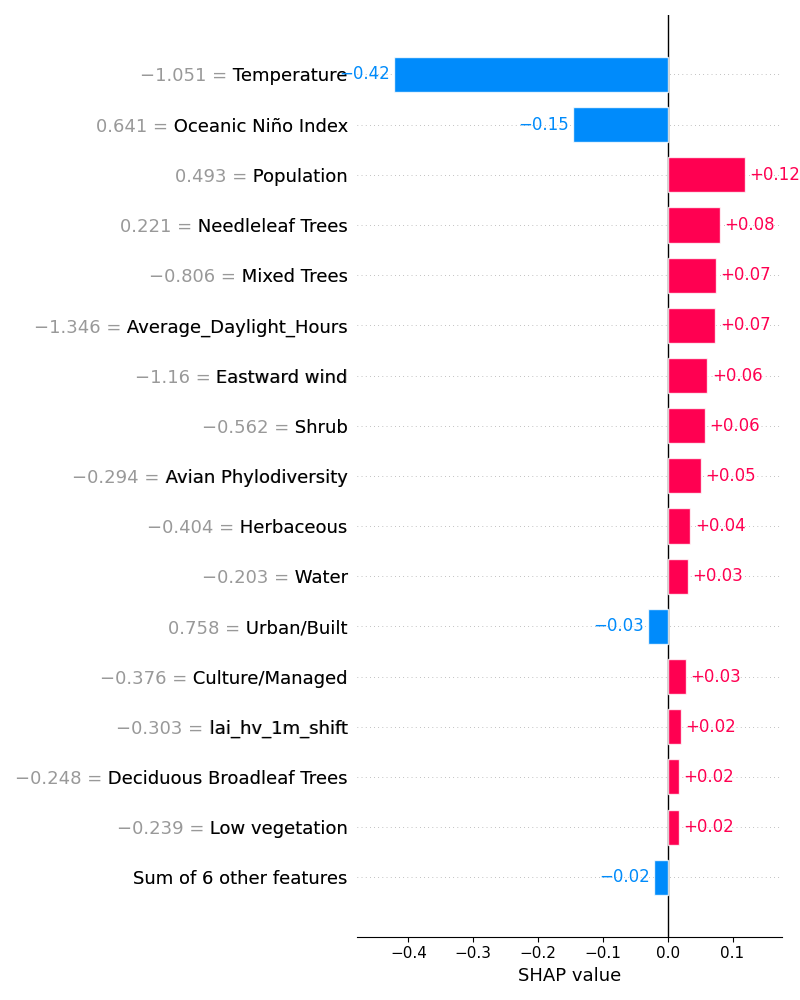 −1.051 = Temperature −0.42
0.641 = Oceanic Niño Index −0.15
0.493 = Population +0.12
0.221 = Needleleaf Trees +0.08
−0.806 = Mixed Trees +0.07
−1.346 = Average_Daylight_Hours +0.07
−1.16 = Eastward wind +0.06
−0.562 = Shrub +0.06
−0.294 = Avian Phylodiversity +0.05
−0.404 = Herbaceous +0.04
−0.203 = Water +0.03
0.758 = Urban/Built −0.03
−0.376 = Culture/Managed +0.03
−0.303 = lai_hv_1m_shift +0.02
−0.248 = Deciduous Broadleaf Trees +0.02
−0.239 = Low vegetation +0.02
Sum of 6 other features −0.02
−0.4 −0.3 −0.2 −0.1 0.0 0.1
SHAP value